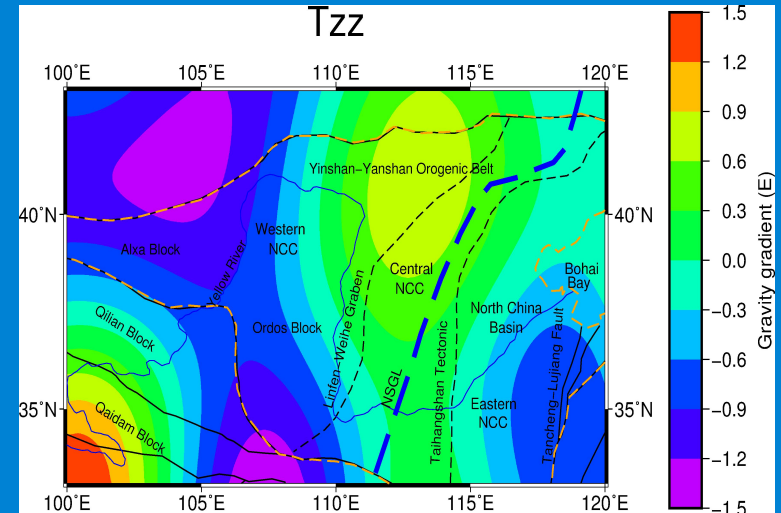 Tzz
100°E 105°E 110°E 115°E 120°E
1.5
1.2
0.9
0.6
0.3
0.0
−0.3
−0.6
−0.9
−1.2
−1.5
Gravity gradient (E)
Yinshan−Yanshan Orogenic Belt
40°N 40°N
Western
NCC
Alxa Block
Yellow River
Central
NCC
Bohai
Bay
Qilian Block
Ordos Block
Linfen−Weihe Graben
North China
Basin
NSGL
Taihangshan Tectonic
Tancheng−Lujiang Fault
35°N 35°N
Qaidam Block
Eastern
NCC
100°E 105°E 110°E 115°E 120°E